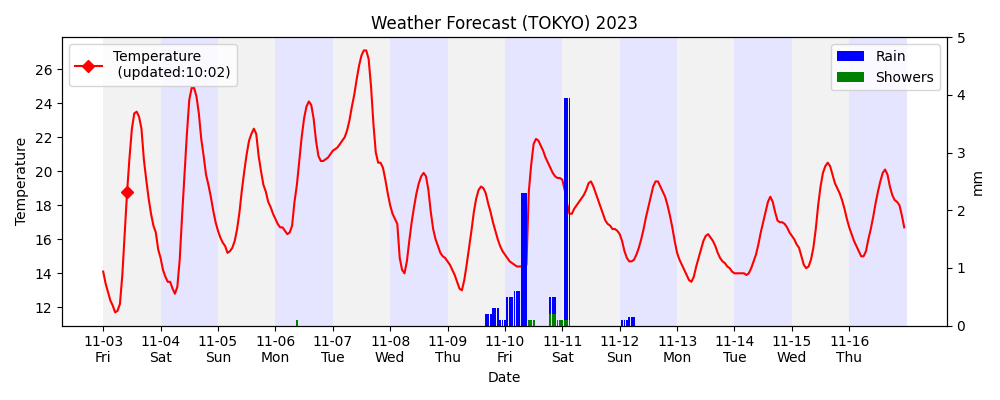 Weather Forecast (TOKYO) 2023
Temperature
(updated:10:02)
Rain
Showers
Temperature
26
24
22
20
18
16
14
12
5
4
3
2
1
0
mm
11-03 11-04 11-05 11-06 11-07 11-08 11-09 11-10 11-11 11-12 11-13 11-14 11-15 11-16
Fri Sat Sun Mon Tue Wed Thu Fri Sat Sun Mon Tue Wed Thu
Date